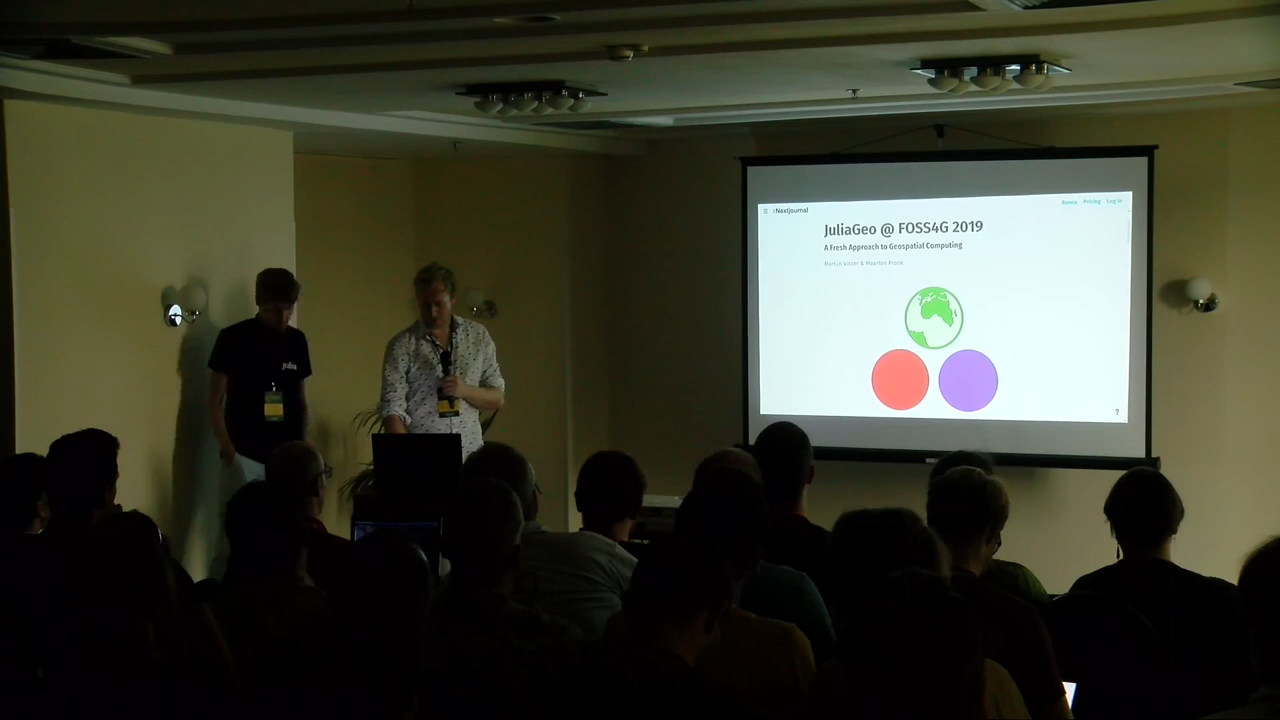 Nextjournal
Remix Pricing Log in
JuliaGeo @ FOSS4G 2019
A Fresh Approach to Geospatial Computing
Martijn Visser & Maarten Pronk
?
julia